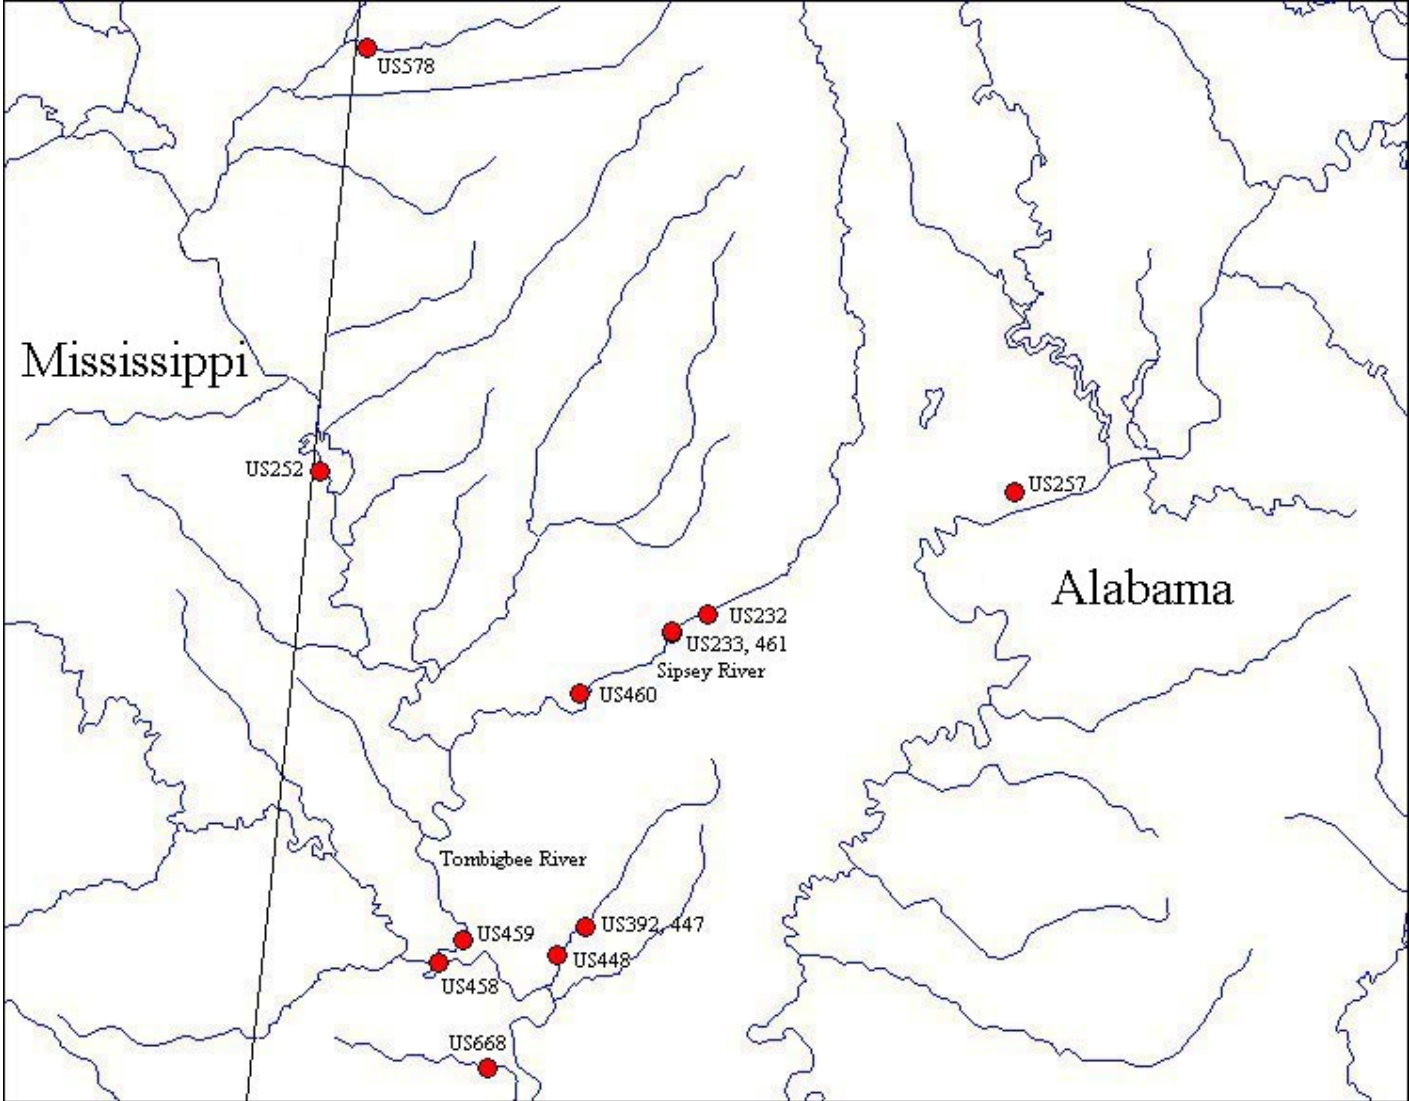 US578
Mississippi
US252
US257
Alabama
US232
US233, 461
Sipsey River
US460
Tombigbee River
US392, 447
US459
US448
US458
US668